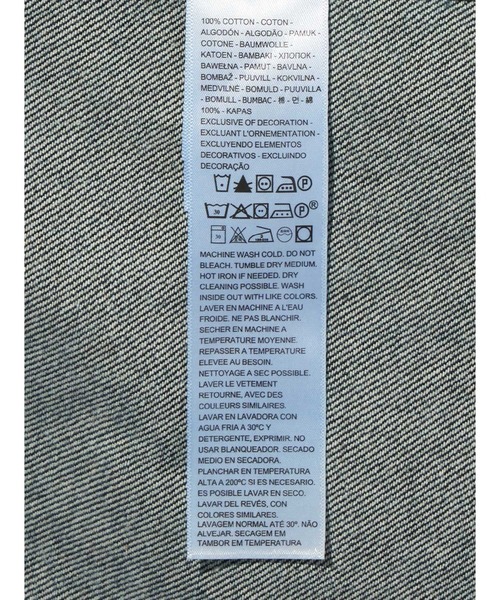 100% COTTON - COTON -
ALGODÓN - ALGODÃO - PAMUK -
COTONE - BAUMWOLLE -
KATOEN - BAMBAKI - ХЛОПОК -
BAWEŁNA - PAMUT - BAVLNA -
BOMBAŽ - PUUVILL - KOKVILNA -
MEDVILNĖ - BOMULD - PUUVILLA
- BOMULL - BUMBAC - 棉 - 면 - 綿
100% - KAPAS
EXCLUSIVE OF DECORATION -
EXCLUANT L'ORNEMENTATION -
EXCLUYENDO ELEMENTOS
DECORATIVOS - EXCLUINDO
DECORAÇÃO
P
30 P ®
30
MACHINE WASH COLD. DO NOT
BLEACH. TUMBLE DRY MEDIUM.
HOT IRON IF NEEDED. DRY
CLEANING POSSIBLE. WASH
INSIDE OUT WITH LIKE COLORS.
LAVER EN MACHINE A L'EAU
FROIDE. NE PAS BLANCHIR.
SECHER EN MACHINE A
TEMPERATURE MOYENNE.
REPASSER A TEMPERATURE
ELEVEE AU BESOIN.
NETTOYAGE A SEC POSSIBLE.
LAVER LE VETEMENT
RETOURNE, AVEC DES
COULEURS SIMILAIRES.
LAVAR EN LAVADORA CON
AGUA FRIA A 30ºC Y
DETERGENTE, EXPRIMIR. NO
USAR BLANQUEADOR. SECADO
MEDIO EN SECADORA.
PLANCHAR EN TEMPERATURA
ALTA A 200ºC SI ES NECESARIO.
ES POSIBLE LAVAR EN SECO.
LAVAR DEL REVÉS, CON
COLORES SIMILARES.
LAVAGEM NORMAL ATÉ 30º. NÃO
ALVEJAR. SECAGEM EM
TAMBOR EM TEMPERATURA